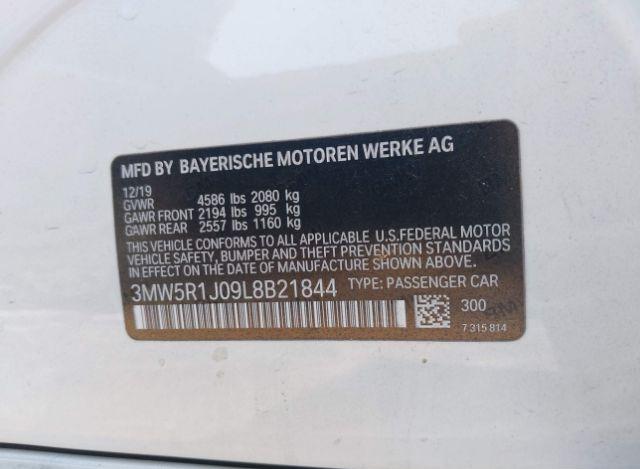 MFD BY BAYERISCHE MOTOREN WERKE AG
12/19
GVWR 4586 lbs 2080 kg
GAWR FRONT 2194 lbs 995 kg
GAWR REAR 2557 lbs 1160 kg
THIS VEHICLE CONFORMS TO ALL APPLICABLE U.S.FEDERAL MOTOR
VEHICLE SAFETY, BUMPER, AND THEFT PREVENTION STANDARDS
IN EFFECT ON THE DATE OF MANUFACTURE SHOWN ABOVE.
3MW5R1J09L8B21844 TYPE: PASSENGER CAR
300
7 315 814